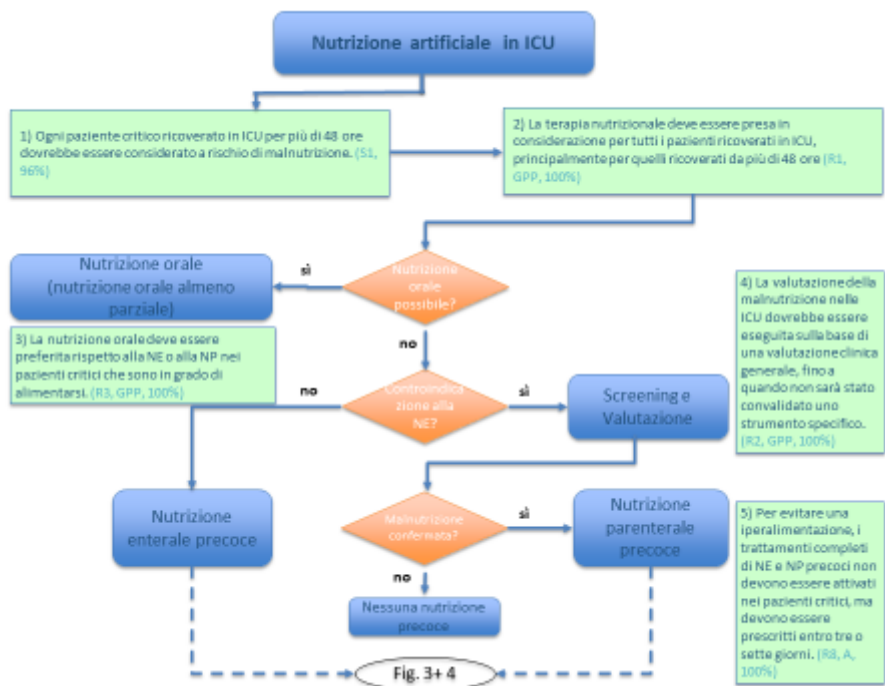 Nutrizione artificiale in ICU
1) Ogni paziente critico ricoverato in ICU per più di 48 ore
dovrebbe essere considerato a rischio di malnutrizione. (S1,
96%)
2) La terapia nutrizionale deve essere presa in
considerazione per tutti i pazienti ricoverati in ICU,
principalmente per quelli ricoverati da più di 48 ore (R1,
GPP, 100%)
Nutrizione orale
(nutrizione orale almeno
parziale)
sì
Nutrizione
orale
possibile?
3) La nutrizione orale deve essere
preferita rispetto alla NE o alla NP nei
pazienti critici che sono in grado di
alimentarsi. (R3, GPP, 100%)
no
no
Controindica
zione alla
NE?
sì
Screening e
Valutazione
4) La valutazione della
malnutrizione nelle
ICU dovrebbe essere
eseguita sulla base di
una valutazione clinica
generale, fino a
quando non sarà stato
convalidato uno
strumento specifico.
(R2, GPP, 100%)
Nutrizione
enterale precoce
Malnutrizione
confermata?
sì
Nutrizione
parenterale
precoce
no
Nessuna nutrizione
precoce
5) Per evitare una
iperalimentazione, i
trattamenti completi
di NE e NP precoci non
devono essere attivati
nei pazienti critici, ma
devono essere
prescritti entro tre o
sette giorni. (R8, A,
100%)
Fig. 3+ 4